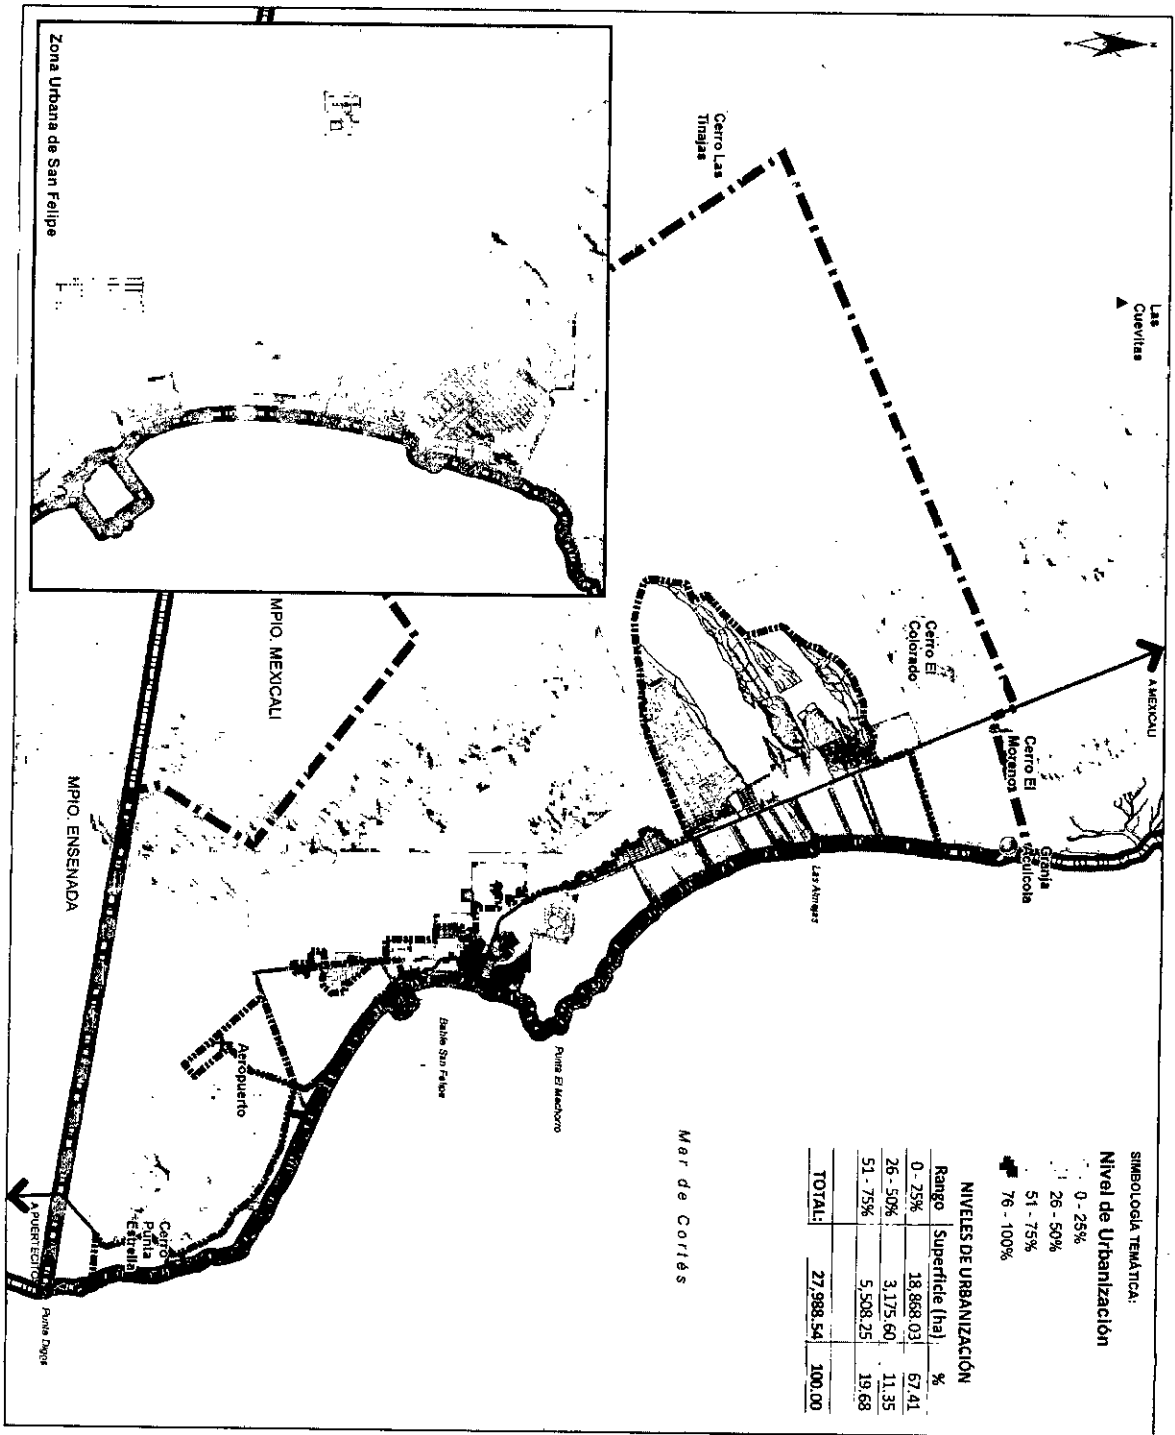 SIMBOLOGÍA TEMÁTICA:
Nivel de Urbanización
0 - 25%
26 - 50%
51 - 75%
76 - 100%
NIVELES DE URBANIZACIÓN
Rango Superficie (ha) %
0 - 25% 18,868.03 67.41
26 - 50% 3,175.60 11.35
51 - 75% 5,508.25 19.68
TOTAL: 27,988.54 100.00
N
S
Las
Cuevitas
Cerro Las
Tinajas
A MEXICALI
Cerro El
Colorado
Cerro El
Morenos
Granja
Acuícola
Las Almejas
Mar de Cortés
Punta El Machorro
Bahía San Felipe
Aeropuerto
MPIO. MEXICALI
MPIO. ENSENADA
Cerro
Punta
Estrella
A PUERTECITOS
Punta Digos
Zona Urbana de San Felipe